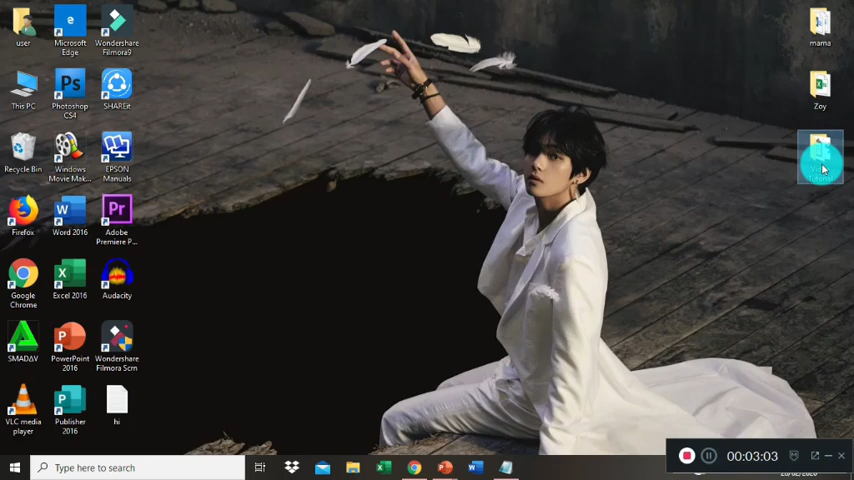 user
Microsoft
Edge
Wondershare
Filmora9
mama
This PC
Photoshop
CS4
SHAREit
Zoy
Recycle Bin
Windows
Movie Mak...
EPSON
Manuals
Firefox
Word 2016
Adobe
Premiere P...
Google
Chrome
Excel 2016
Audacity
SMADAV
PowerPoint
2016
Wondershare
Filmora Scrn
VLC media
player
Publisher
2016
hi
Type here to search
00:03:03